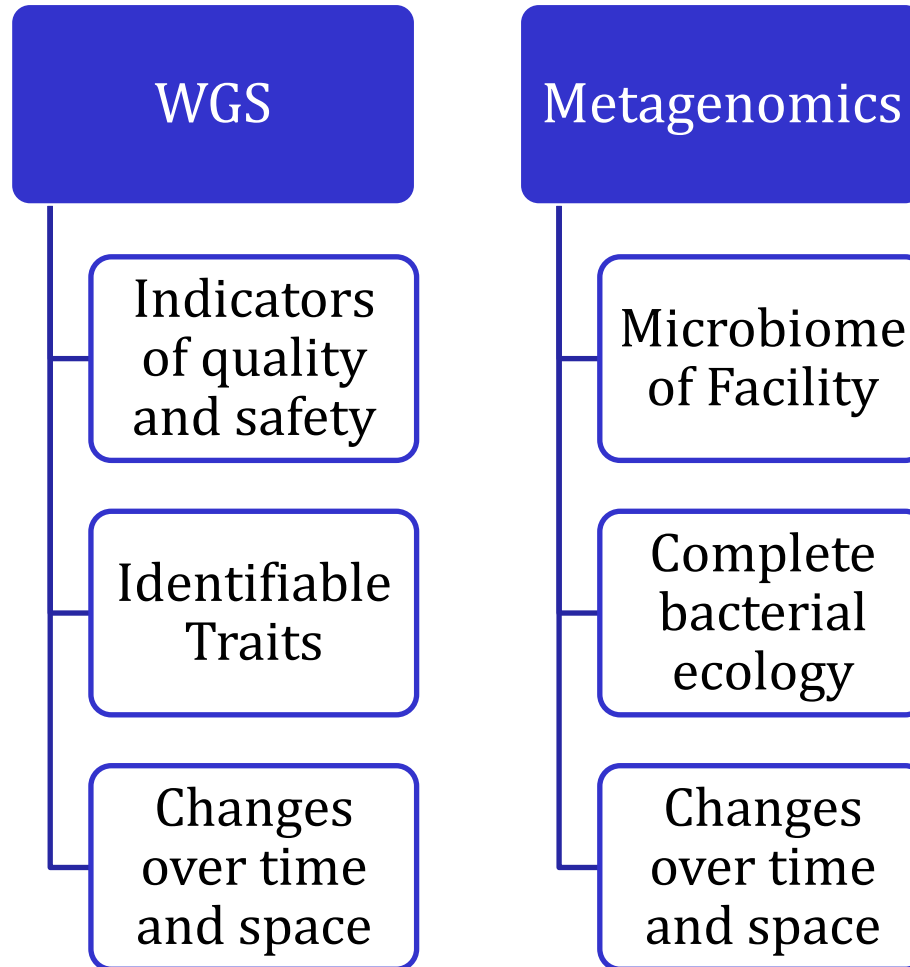 WGS
Indicators
of quality
and safety
Identifiable
Traits
Changes
over time
and space
Metagenomics
Microbiome
of Facility
Complete
bacterial
ecology
Changes
over time
and space